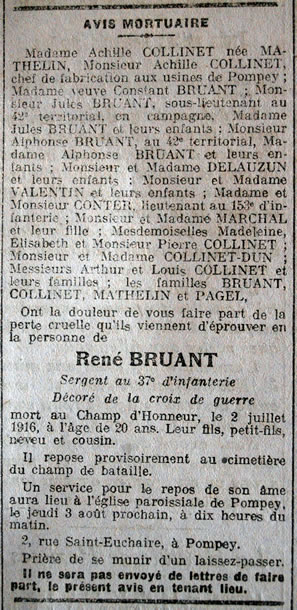 AVIS MORTUAIRE
Madame Achille COLLINET née MA-
THELIN, Monsieur Achille COLLINET,
chef de fabrication aux usines de Pompey ;
Madame veuve Constant BRUANT ; Mon-
sieur Jules BRUANT, sous-lieutenant au
42e territorial, en campagne, Madame
Jules BRUANT et leurs enfants ; Monsieur
Alphonse BRUANT, au 42e territorial, Ma-
dame Alphonse BRUANT et leurs en-
fants ; Monsieur et Madame DELAUZUN
et leurs enfants ; Monsieur et Madame
VALENTIN et leurs enfants ; Madame et
Monsieur CONTER, lieutenant au 153e d'in-
fanterie ; Monsieur et Madame MARCHAL
et leur fille ; Mesdemoiselles Madeleine,
Elisabeth et Monsieur Pierre COLLINET ;
Monsieur et Madame COLLINET-DUN ;
Messieurs Arthur et Louis COLLINET et
leurs familles ; les familles BRUANT,
COLLINET, MATHELIN et PAGEL,
Ont la douleur de vous faire part de la
perte cruelle qu'ils viennent d'éprouver en
la personne de
René BRUANT
Sergent au 37e d'infanterie
Décoré de la croix de guerre
mort au Champ d'Honneur, le 2 juillet
1916, à l'âge de 20 ans. Leur fils, petit-fils,
neveu et cousin.
Il repose provisoirement au cimetière
du champ de bataille.
Un service pour le repos de son âme
aura lieu à l'église paroissiale de Pompey,
le jeudi 3 août prochain, à dix heures du
matin.
2, rue Saint-Euchaire, à Pompey.
Prière de se munir d'un laissez-passer.
Il ne sera pas envoyé de lettres de faire
part, le présent avis en tenant lieu.